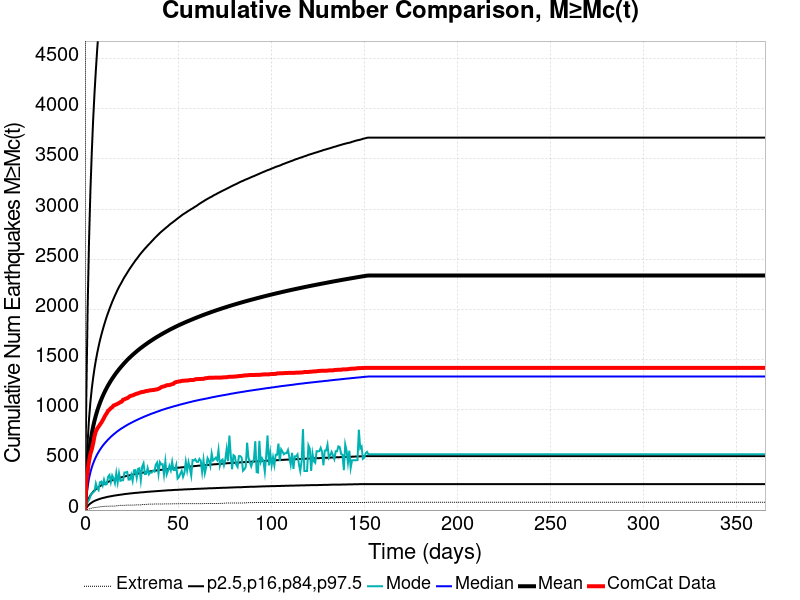 Cumulative Number Comparison, M≥Mc(t)
Cumulative Num Earthquakes M≥Mc(t)
4500
4000
3500
3000
2500
2000
1500
1000
500
0
0 50 100 150 200 250 300 350
Time (days)
Extrema p2.5,p16,p84,p97.5 Mode Median Mean ComCat Data